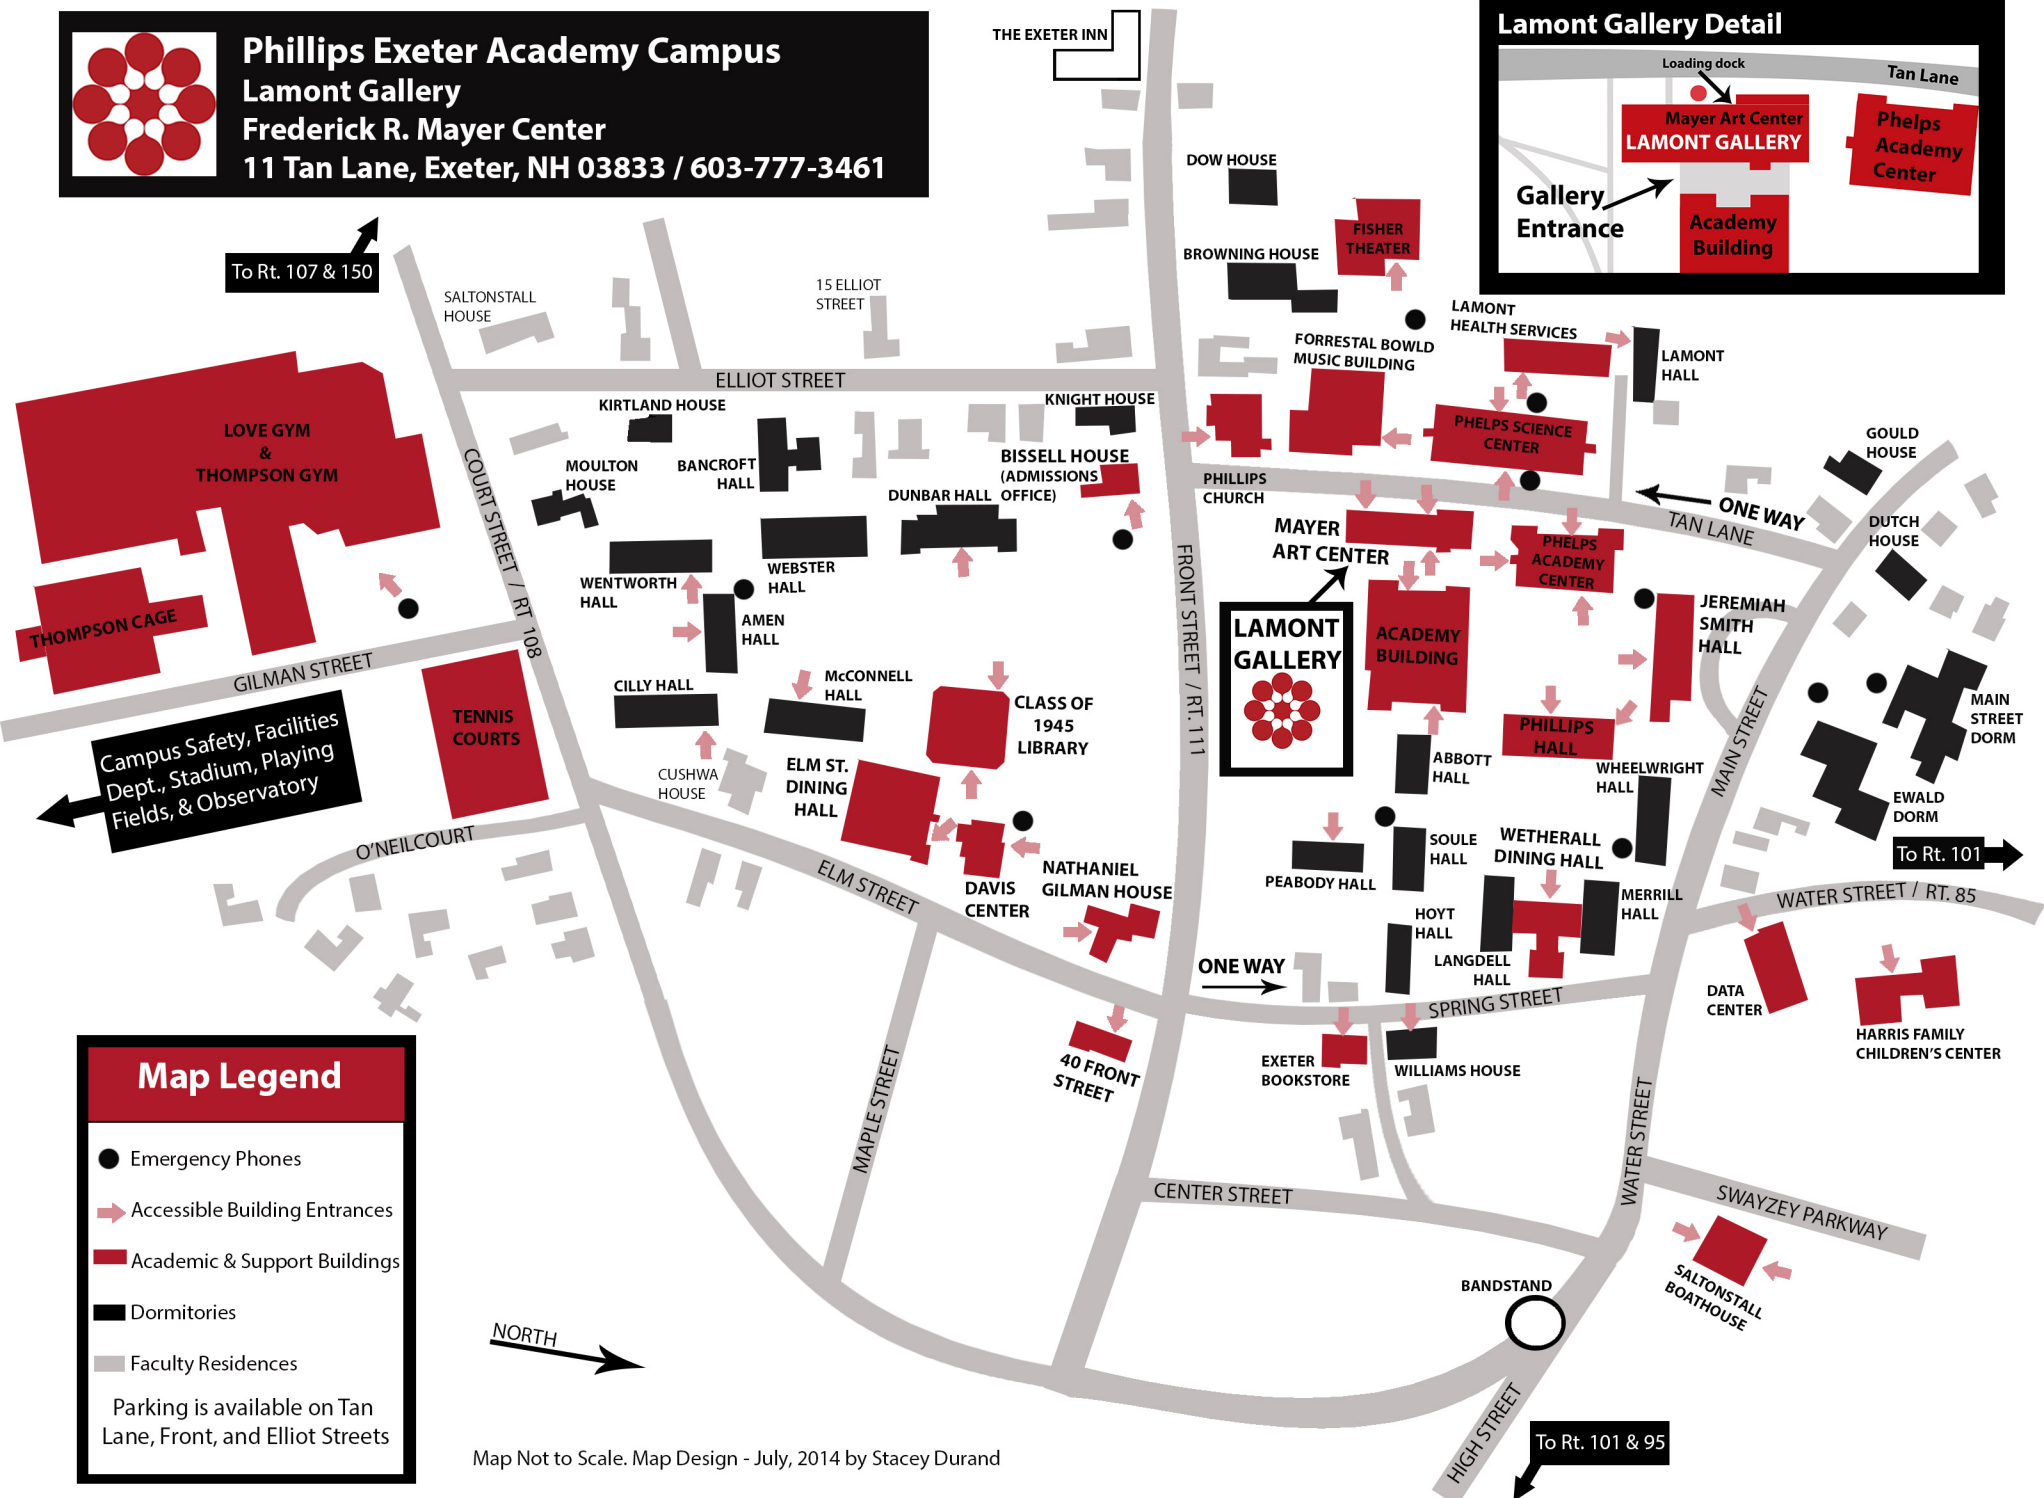 Phillips Exeter Academy Campus
Lamont Gallery
Frederick R. Mayer Center
11 Tan Lane, Exeter, NH 03833 / 603-777-3461
THE EXETER INN
Lamont Gallery Detail
Loading dock
Tan Lane
Mayer Art Center
LAMONT GALLERY
Phelps
Academy
Center
Gallery
Entrance
Academy
Building
To Rt. 107 & 150
SALTONSTALL
HOUSE
15 ELLIOT
STREET
DOW HOUSE
BROWNING HOUSE
FISHER
THEATER
LAMONT
HEALTH SERVICES
LAMONT
HALL
FORRESTAL BOWLD
MUSIC BUILDING
ELLIOT STREET
KIRTLAND HOUSE
KNIGHT HOUSE
LOVE GYM
&
THOMPSON GYM
COURT STREET / RT 108
MOULTON
HOUSE
BANCROFT
HALL
BISSELL HOUSE
(ADMISSIONS
OFFICE)
DUNBAR HALL
PHILLIPS
CHURCH
PHELPS SCIENCE
CENTER
GOULD
HOUSE
ONE WAY
TAN LANE
DUTCH
HOUSE
MAYER
ART CENTER
PHELPS
ACADEMY
CENTER
WENTWORTH
HALL
WEBSTER
HALL
AMEN
HALL
FRONT STREET / RT. 111
THOMPSON CAGE
GILMAN STREET
LAMONT
GALLERY
ACADEMY
BUILDING
JEREMIAH
SMITH
HALL
CILLY HALL
McCONNELL
HALL
CLASS OF
1945
LIBRARY
TENNIS
COURTS
Campus Safety, Facilities
Dept., Stadium, Playing
Fields, & Observatory
PHILLIPS
HALL
MAIN STREET
MAIN
STREET
DORM
CUSHWA
HOUSE
ELM ST.
DINING
HALL
ABBOTT
HALL
WHEELWRIGHT
HALL
EWALD
DORM
To Rt. 101
O'NEILCOURT
ELM STREET
DAVIS
CENTER
NATHANIEL
GILMAN HOUSE
PEABODY HALL
SOULE
HALL
WETHERALL
DINING HALL
MERRILL
HALL
HOYT
HALL
LANGDELL
HALL
WATER STREET / RT. 85
ONE WAY
SPRING STREET
DATA
CENTER
HARRIS FAMILY
CHILDREN'S CENTER
40 FRONT
STREET
EXETER
BOOKSTORE
WILLIAMS HOUSE
MAPLE STREET
CENTER STREET
WATER STREET
SWAYZEY PARKWAY
SALTONSTALL
BOATHOUSE
BANDSTAND
HIGH STREET
To Rt. 101 & 95
Map Legend
Emergency Phones
Accessible Building Entrances
Academic & Support Buildings
Dormitories
Faculty Residences
Parking is available on Tan
Lane, Front, and Elliot Streets
NORTH
Map Not to Scale. Map Design - July, 2014 by Stacey Durand